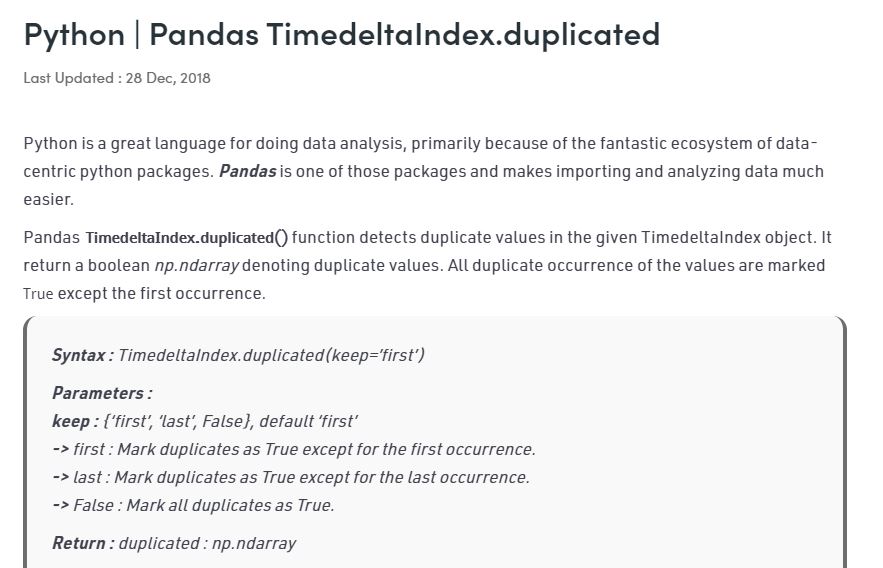 Python | Pandas TimedeltaIndex.duplicated
Last Updated : 28 Dec, 2018
Python is a great language for doing data analysis, primarily because of the fantastic ecosystem of data-
centric python packages. Pandas is one of those packages and makes importing and analyzing data much
easier.
Pandas TimedeltaIndex.duplicated() function detects duplicate values in the given TimedeltaIndex object. It
return a boolean np.ndarray denoting duplicate values. All duplicate occurrence of the values are marked
True except the first occurrence.
Syntax : TimedeltaIndex.duplicated(keep=’first’)
Parameters :
keep : {‘first’, ‘last’, False}, default ‘first’
-> first : Mark duplicates as True except for the first occurrence.
-> last : Mark duplicates as True except for the last occurrence.
-> False : Mark all duplicates as True.
Return : duplicated : np.ndarray